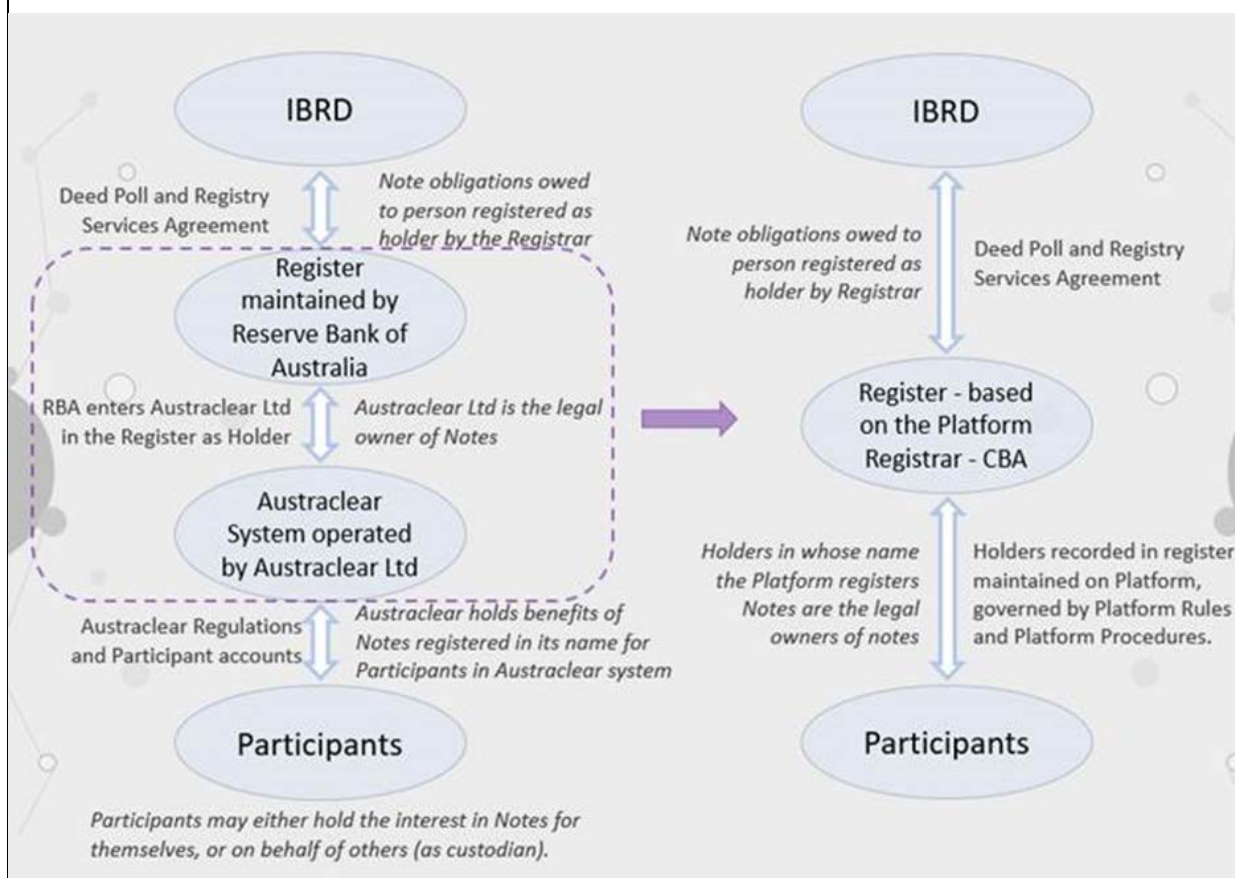 IBRD
Deed Poll and Registry
Services Agreement
Note obligations owed
to person registered as
holder by the Registrar
Register
maintained by
Reserve Bank of
Australia
RBA enters Austraclear Ltd
in the Register as Holder
Austraclear Ltd is the legal
owner of Notes
Austraclear
System operated
by Austraclear Ltd
Austraclear Regulations
and Participant accounts
Austraclear holds benefits of
Notes registered in its name for
Participants in Austraclear system
Participants
Participants may either hold the interest in Notes for
themselves, or on behalf of others (as custodian).
IBRD
Note obligations owed to
person registered as
holder by Registrar
Deed Poll and Registry
Services Agreement
Register - based
on the Platform
Registrar - CBA
Holders in whose name
the Platform registers
Notes are the legal
owners of notes
Holders recorded in register
maintained on Platform,
governed by Platform Rules
and Platform Procedures.
Participants